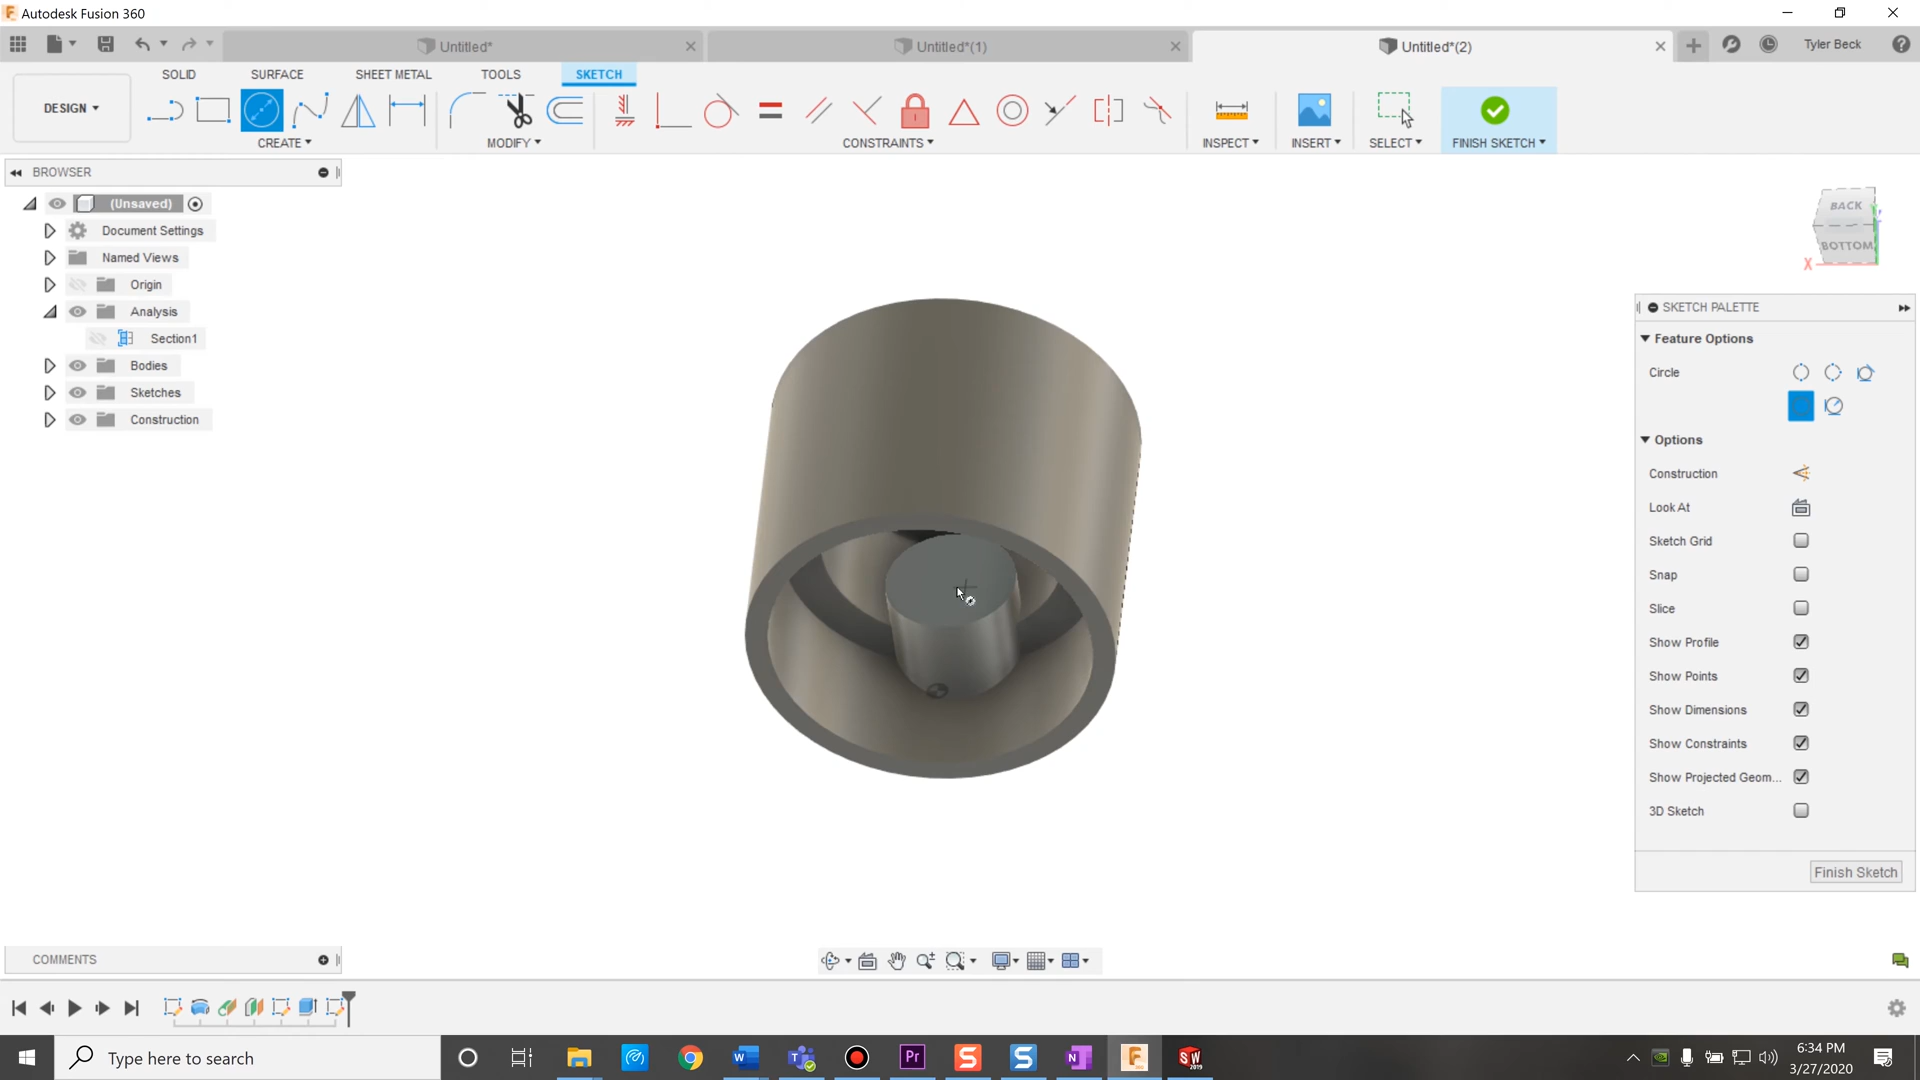 Autodesk Fusion 360
Untitled*
Untitled*(1)
Untitled*(2)
Tyler Beck
DESIGN
SOLID
SURFACE
SHEET METAL
TOOLS
SKETCH
CREATE
MODIFY
CONSTRAINTS
INSPECT
INSERT
SELECT
FINISH SKETCH
BROWSER
(Unsaved)
Document Settings
Named Views
Origin
Analysis
Section1
Bodies
Sketches
Construction
BACK
BOTTOM
X
SKETCH PALETTE
Feature Options
Circle
Options
Construction
Look At
Sketch Grid
Snap
Slice
Show Profile
Show Points
Show Dimensions
Show Constraints
Show Projected Geom...
3D Sketch
Finish Sketch
COMMENTS
Type here to search
6:34 PM
3/27/2020